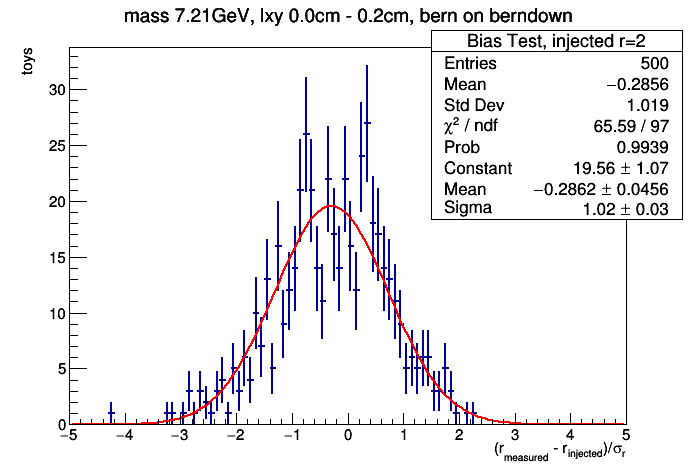 mass 7.21GeV, lxy 0.0cm - 0.2cm, bern on berndown
Bias Test, injected r=2
Entries 500
Mean −0.2856
Std Dev 1.019
χ² / ndf 65.59 / 97
Prob 0.9939
Constant 19.56 ± 1.07
Mean −0.2862 ± 0.0456
Sigma 1.02 ± 0.03
toys
30
25
20
15
10
5
0
−5 −4 −3 −2 −1 0 1 2 3 4 5
(r_measured - r_injected)/σ_r